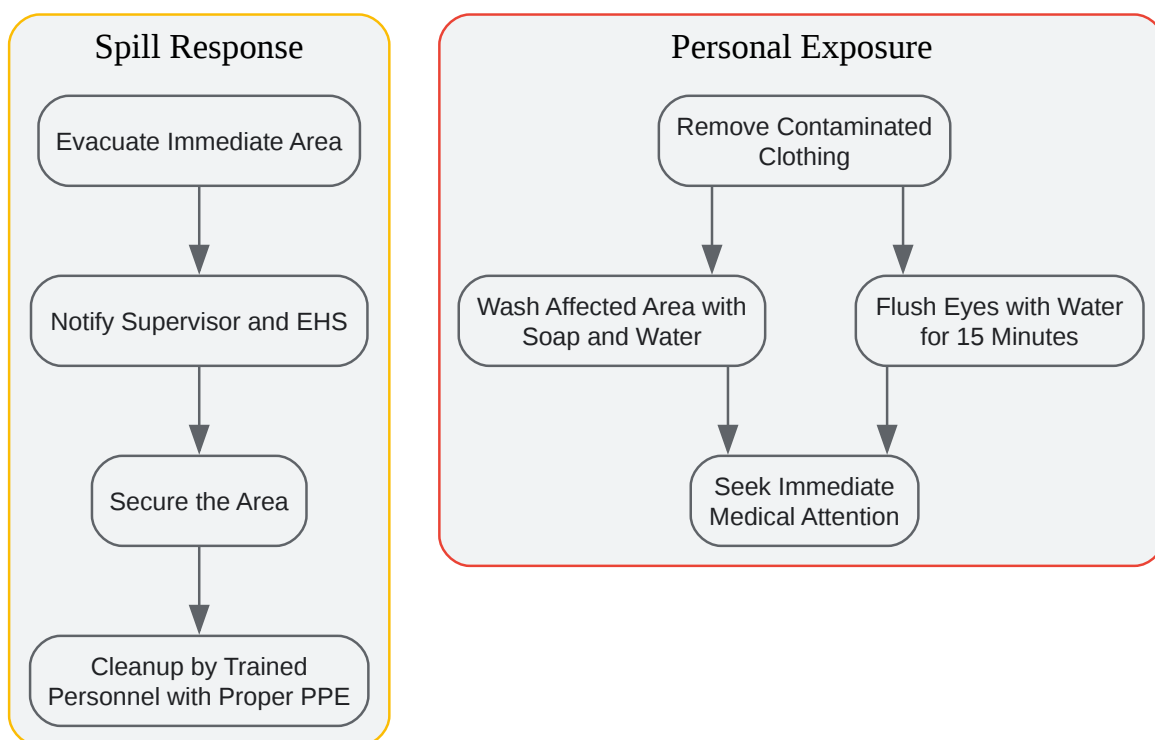 Spill Response
Evacuate Immediate Area
Notify Supervisor and EHS
Secure the Area
Cleanup by Trained
Personnel with Proper PPE
Personal Exposure
Remove Contaminated
Clothing
Wash Affected Area with
Soap and Water
Flush Eyes with Water
for 15 Minutes
Seek Immediate
Medical Attention